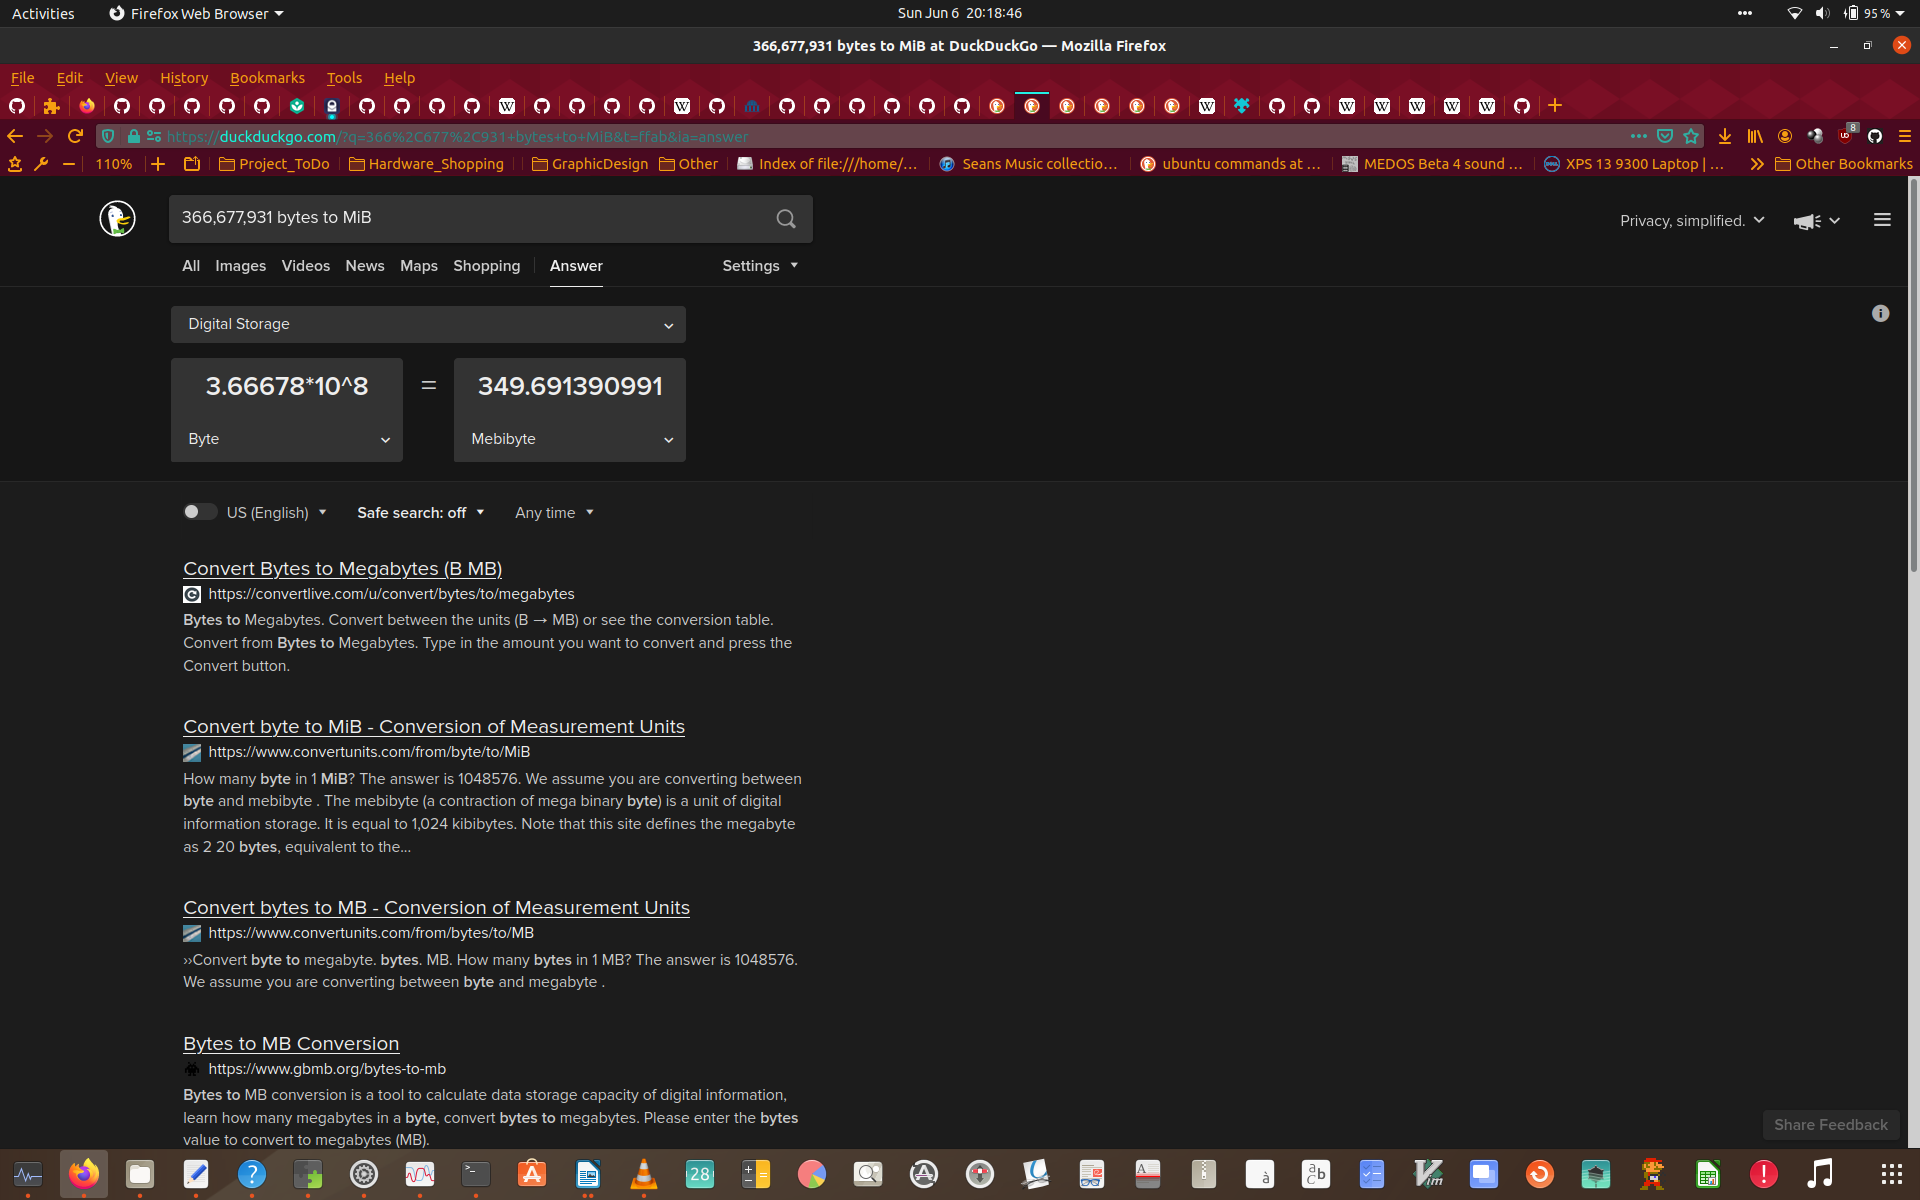 Activities
Firefox Web Browser
Sun Jun 6 20:18:46
95 %
366,677,931 bytes to MiB at DuckDuckGo — Mozilla Firefox
File Edit View History Bookmarks Tools Help
https://duckduckgo.com/?q=366%2C677%2C931+bytes+to+MiB&t=ffab&ia=answer
8
110%
Project_ToDo
Hardware_Shopping
GraphicDesign
Other
Index of file:///home/...
Seans Music collectio...
ubuntu commands at ...
MEDOS Beta 4 sound ...
XPS 13 9300 Laptop | ...
Other Bookmarks
366,677,931 bytes to MiB
Privacy, simplified.
All Images Videos News Maps Shopping Answer Settings
Digital Storage
3.66678*10^8 = 349.691390991
Byte Mebibyte
US (English) Safe search: off Any time
Convert Bytes to Megabytes (B MB)
https://convertlive.com/u/convert/bytes/to/megabytes
Bytes to Megabytes. Convert between the units (B → MB) or see the conversion table.
Convert from Bytes to Megabytes. Type in the amount you want to convert and press the
Convert button.
Convert byte to MiB - Conversion of Measurement Units
https://www.convertunits.com/from/byte/to/MiB
How many byte in 1 MiB? The answer is 1048576. We assume you are converting between
byte and mebibyte . The mebibyte (a contraction of mega binary byte) is a unit of digital
information storage. It is equal to 1,024 kibibytes. Note that this site defines the megabyte
as 2 20 bytes, equivalent to the...
Convert bytes to MB - Conversion of Measurement Units
https://www.convertunits.com/from/bytes/to/MB
››Convert byte to megabyte. bytes. MB. How many bytes in 1 MB? The answer is 1048576.
We assume you are converting between byte and megabyte .
Bytes to MB Conversion
https://www.gbmb.org/bytes-to-mb
Bytes to MB conversion is a tool to calculate data storage capacity of digital information,
learn how many megabytes in a byte, convert bytes to megabytes. Please enter the bytes
value to convert to megabytes (MB).
Share Feedback
28